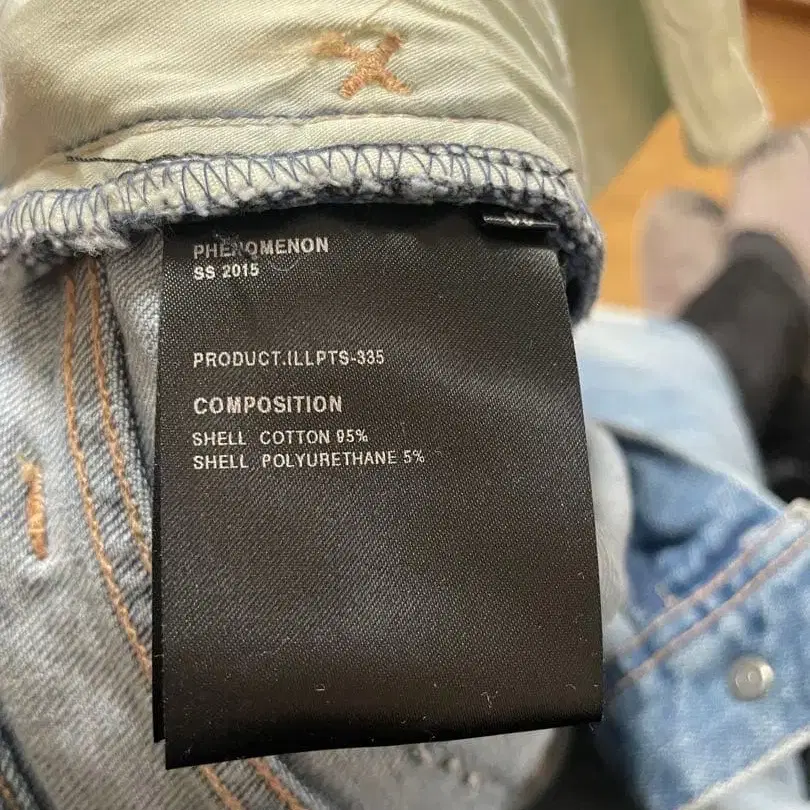 PHENOMENON
SS 2015
PRODUCT.ILLPTS-335
COMPOSITION
SHELL COTTON 95%
SHELL POLYURETHANE 5%